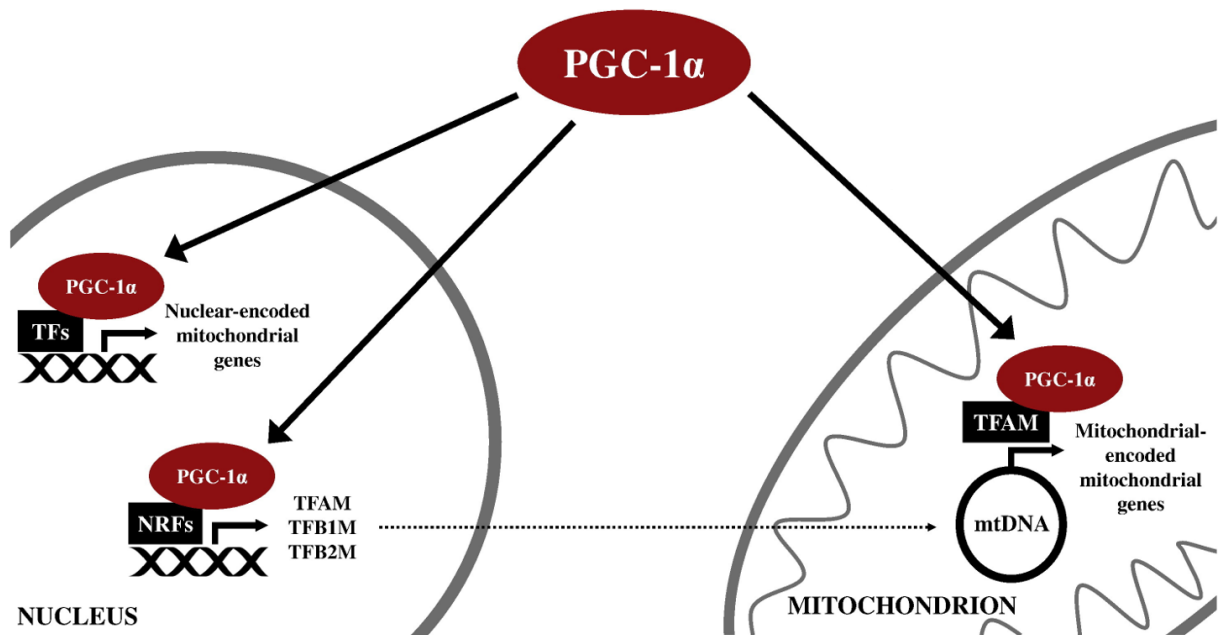 PGC-1α
PGC-1α
TFs
Nuclear-encoded
mitochondrial
genes
PGC-1α
NRFs
TFAM
TFB1M
TFB2M
NUCLEUS
PGC-1α
TFAM
Mitochondrial-
encoded
mitochondrial
genes
mtDNA
MITOCHONDRION